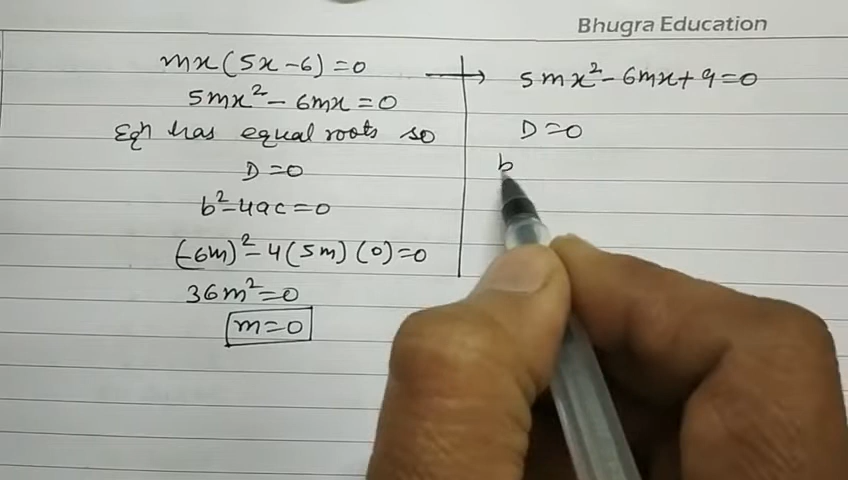 Bhugra Education
mx(5x-6)=0
5mx²-6mx=0
Eqn has equal roots so
D=0
b²-4ac=0
(-6m)²-4(5m)(0)=0
36m²=0
m=0
→ 5mx²-6mx+9=0
D=0
b